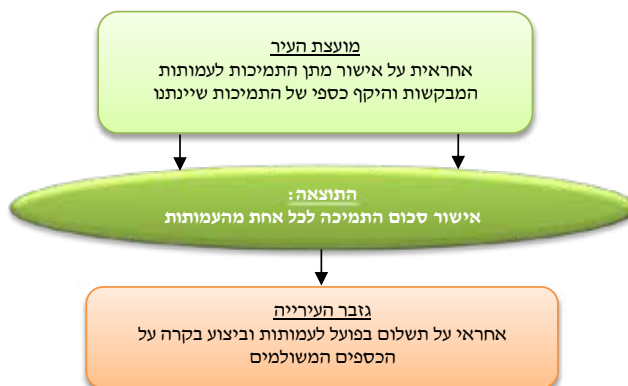 מועצת העיר
אחראית על אישור מתן התמיכות לעמותות
המבקשות והיקף כספי של התמיכות שיינתנו
התוצאה:
אישור סכום התמיכה לכל אחת מהעמותות
גזבר העירייה
אחראי על תשלום בפועל לעמותות וביצוע בקרה על
הכספים המשולמים